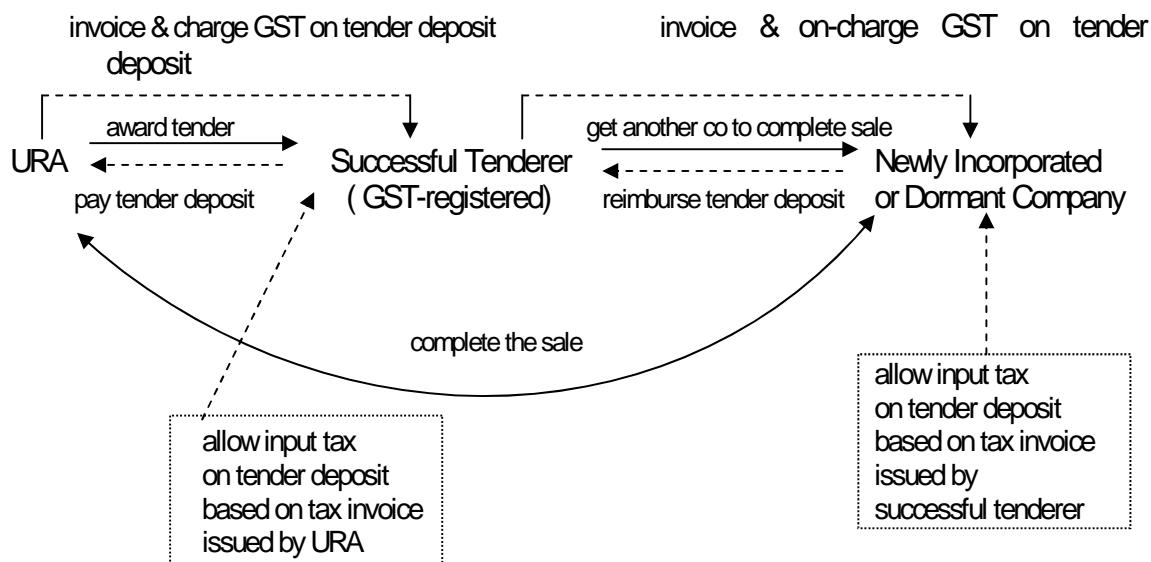 invoice & charge GST on tender deposit
deposit
invoice & on-charge GST on tender
award tender
get another co to complete sale
URA
Successful Tenderer
( GST-registered)
Newly Incorporated
or Dormant Company
pay tender deposit
reimburse tender deposit
complete the sale
allow input tax
on tender deposit
based on tax invoice
issued by URA
allow input tax
on tender deposit
based on tax invoice
issued by
successful tenderer